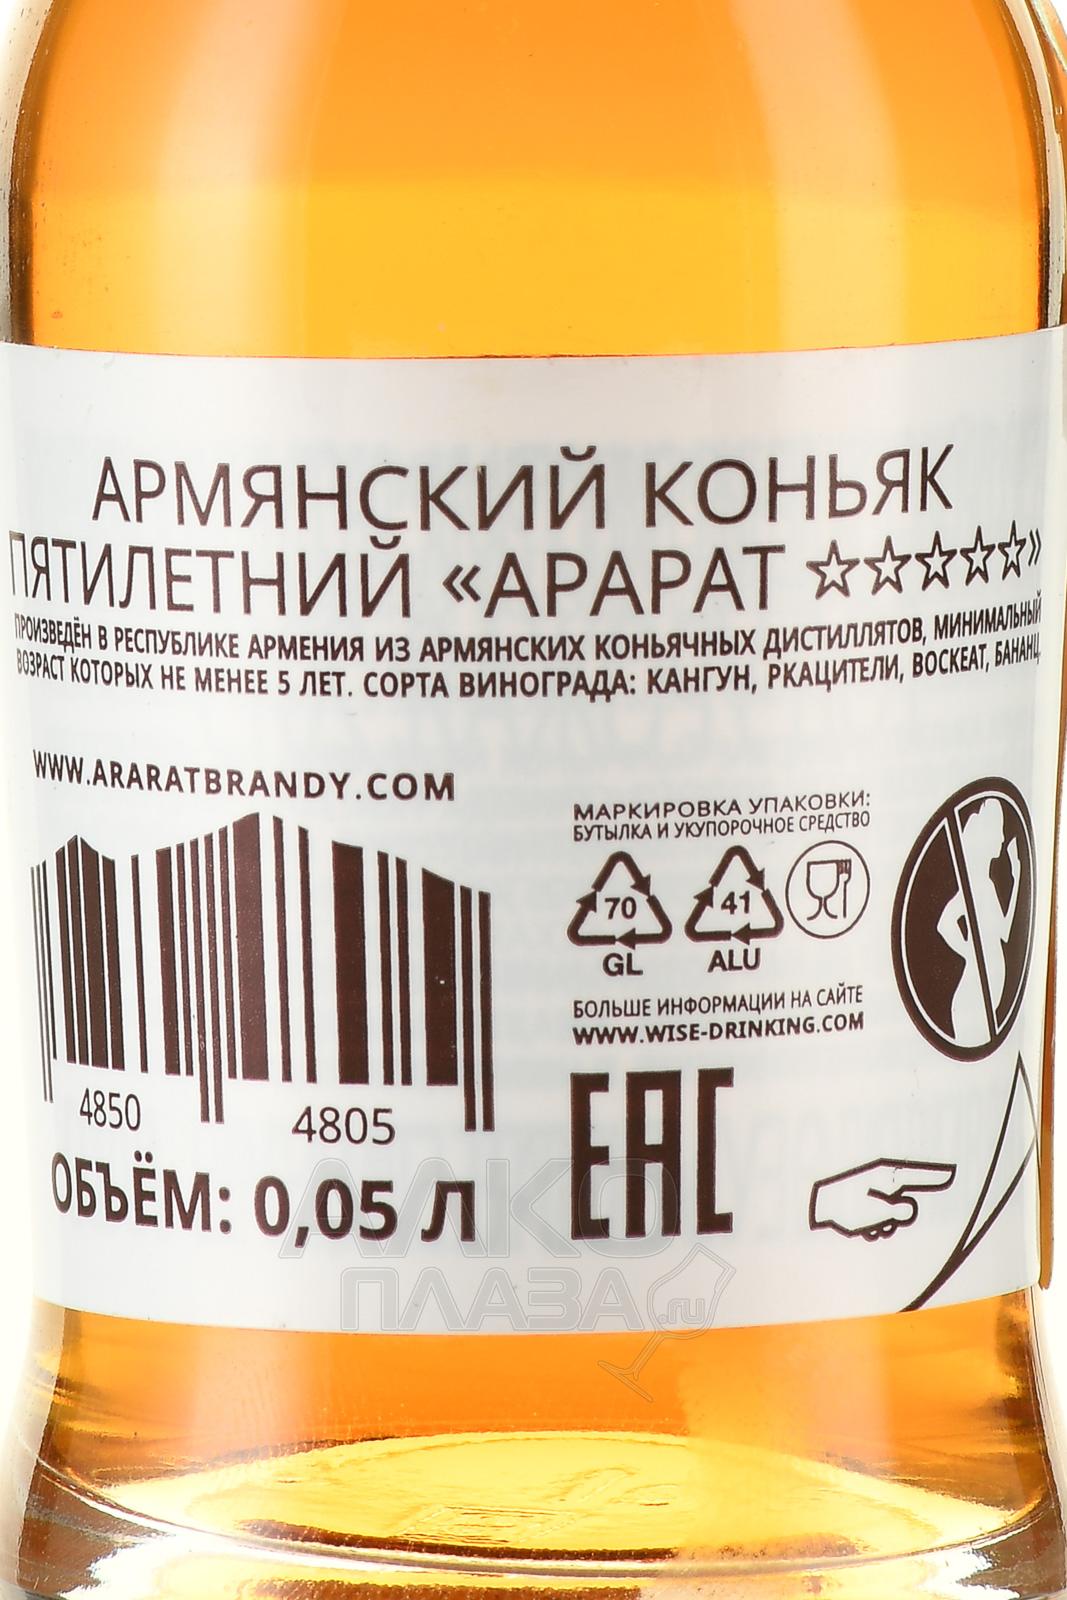 АРМЯНСКИЙ КОНЬЯК
ПЯТИЛЕТНИЙ «АРАРАТ ☆☆☆☆☆»
ПРОИЗВЕДЁН В РЕСПУБЛИКЕ АРМЕНИЯ ИЗ АРМЯНСКИХ КОНЬЯЧНЫХ ДИСТИЛЛЯТОВ, МИНИМАЛЬНЫЙ
ВОЗРАСТ КОТОРЫХ НЕ МЕНЕЕ 5 ЛЕТ. СОРТА ВИНОГРАДА: КАНГУН, РКАЦИТЕЛИ, ВОСКЕАТ, БАНАНЦ.
WWW.ARARATBRANDY.COM
4850 4805
ОБЪЁМ: 0,05 Л
МАРКИРОВКА УПАКОВКИ:
БУТЫЛКА И УКУПОРОЧНОЕ СРЕДСТВО
70 41
GL ALU
БОЛЬШЕ ИНФОРМАЦИИ НА САЙТЕ
WWW.WISE-DRINKING.COM
ЕАС
АЛКО
ПЛАЗА.ru